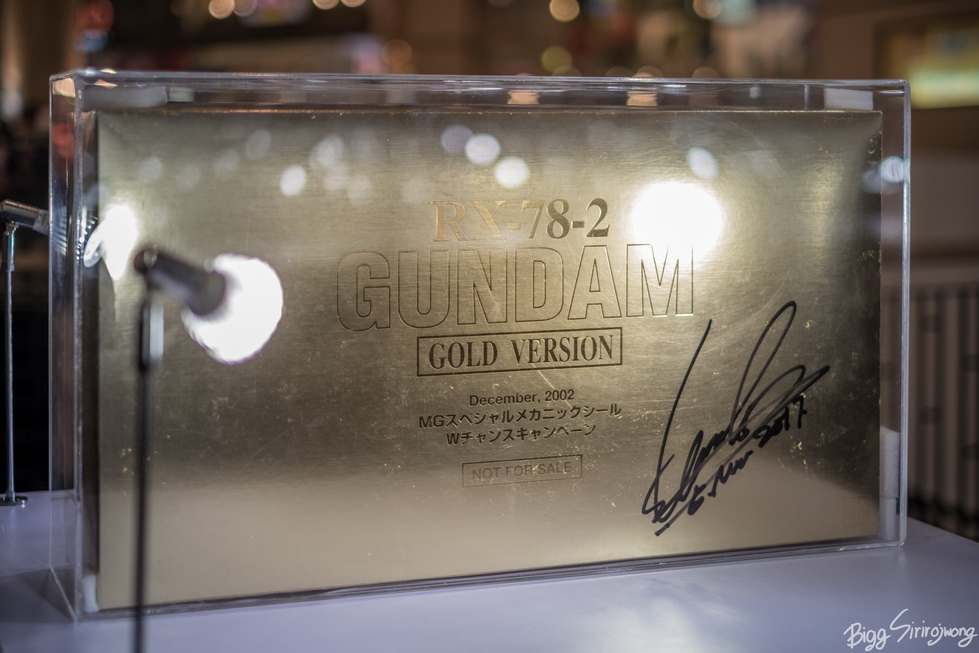 RX-78-2
GUNDAM
GOLD VERSION
December, 2002
MGスペシャルメカニックシール
Wチャンスキャンペーン
NOT FOR SALE
2017
Bigg Sirirojwong